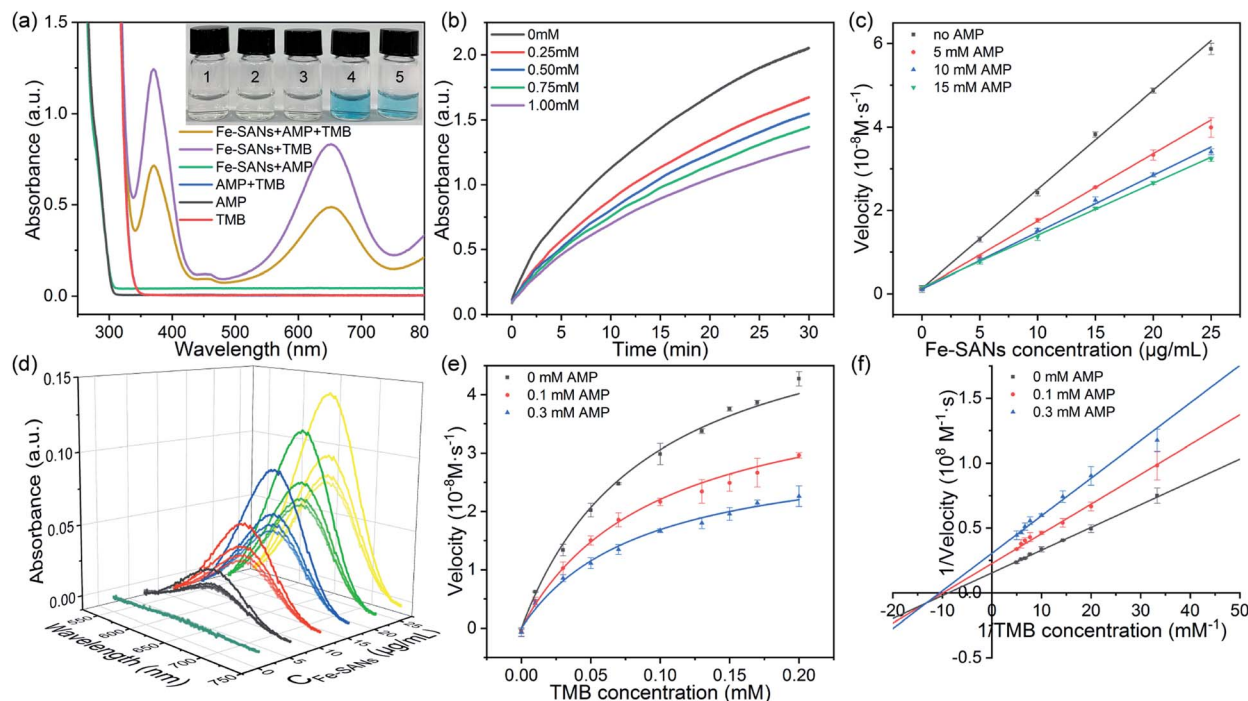 (a)
1.5
1.0
0.5
0.0
Absorbance (a.u.)
1 2 3 4 5
Fe-SANs+AMP+TMB
Fe-SANs+TMB
Fe-SANs+AMP
AMP+TMB
AMP
TMB
300 400 500 600 700 80
Wavelength (nm)
(b)
2.0
1.5
1.0
0.5
0.0
Absorbance (a.u.)
0mM
0.25mM
0.50mM
0.75mM
1.00mM
0 5 10 15 20 25 30
Time (min)
(c)
6
4
2
0
Velocity (10⁻⁸M·s⁻¹)
no AMP
5 mM AMP
10 mM AMP
15 mM AMP
0 5 10 15 20 25
Fe-SANs concentration (µg/mL)
(d)
0.15
0.10
0.05
0.00
Absorbance (a.u.)
550 600 650 700 750
Wavelength (nm)
0 5 10 15 20 25
C Fe-SANs (µg/mL)
(e)
4
3
2
1
0
Velocity (10⁻⁸M·s⁻¹)
0 mM AMP
0.1 mM AMP
0.3 mM AMP
0.00 0.05 0.10 0.15 0.20
TMB concentration (mM)
(f)
1.5
1.0
0.5
-0.5
1/Velocity (10⁸ M⁻¹·s)
0 mM AMP
0.1 mM AMP
0.3 mM AMP
-20 -10 0 10 20 30 40 50
1/TMB concentration (mM⁻¹)